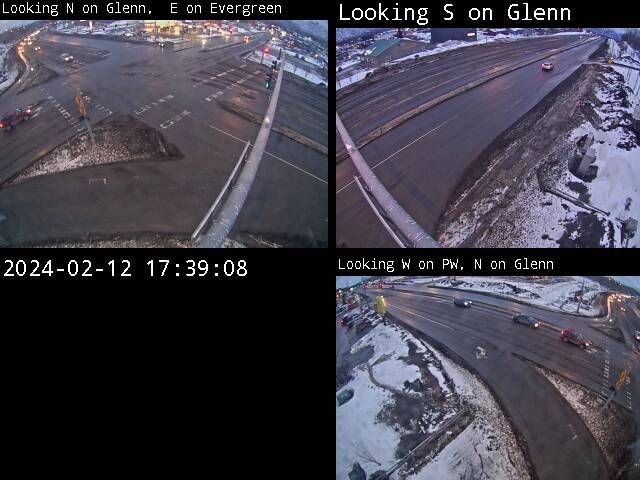 Looking N on Glenn,  E on Evergreen
Looking S on Glenn
2024-02-12 17:39:08
Looking W on PW, N on Glenn